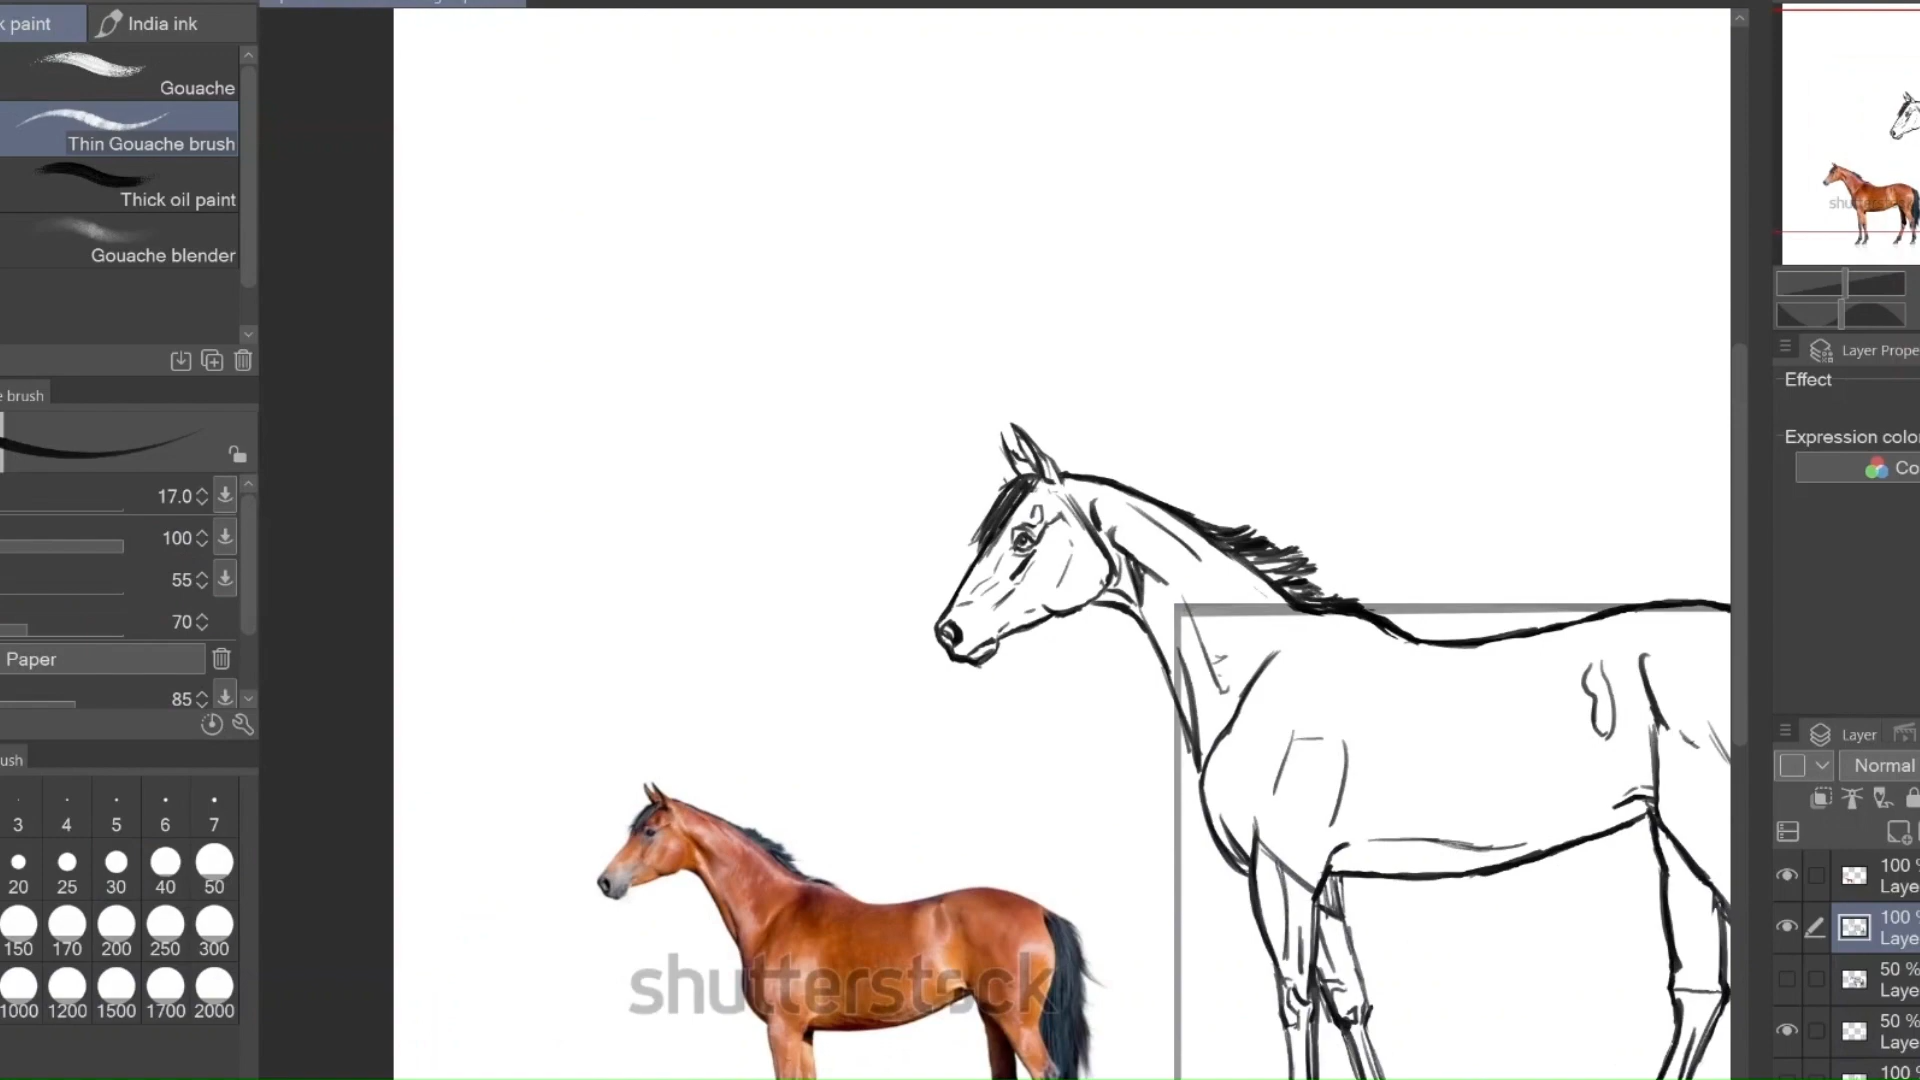 k paint
India ink
Gouache
Thin Gouache brush
Thick oil paint
Gouache blender
e brush
17.0
100
55
70
Paper
85
ush
3 4 5 6 7
20 25 30 40 50
150 170 200 250 300
1000 1200 1500 1700 2000
shutterstock
Layer Prope
Effect
Expression color
Co
Layer
Normal
100 %
Laye
100 %
Laye
50 %
Laye
50 %
Laye
100 %